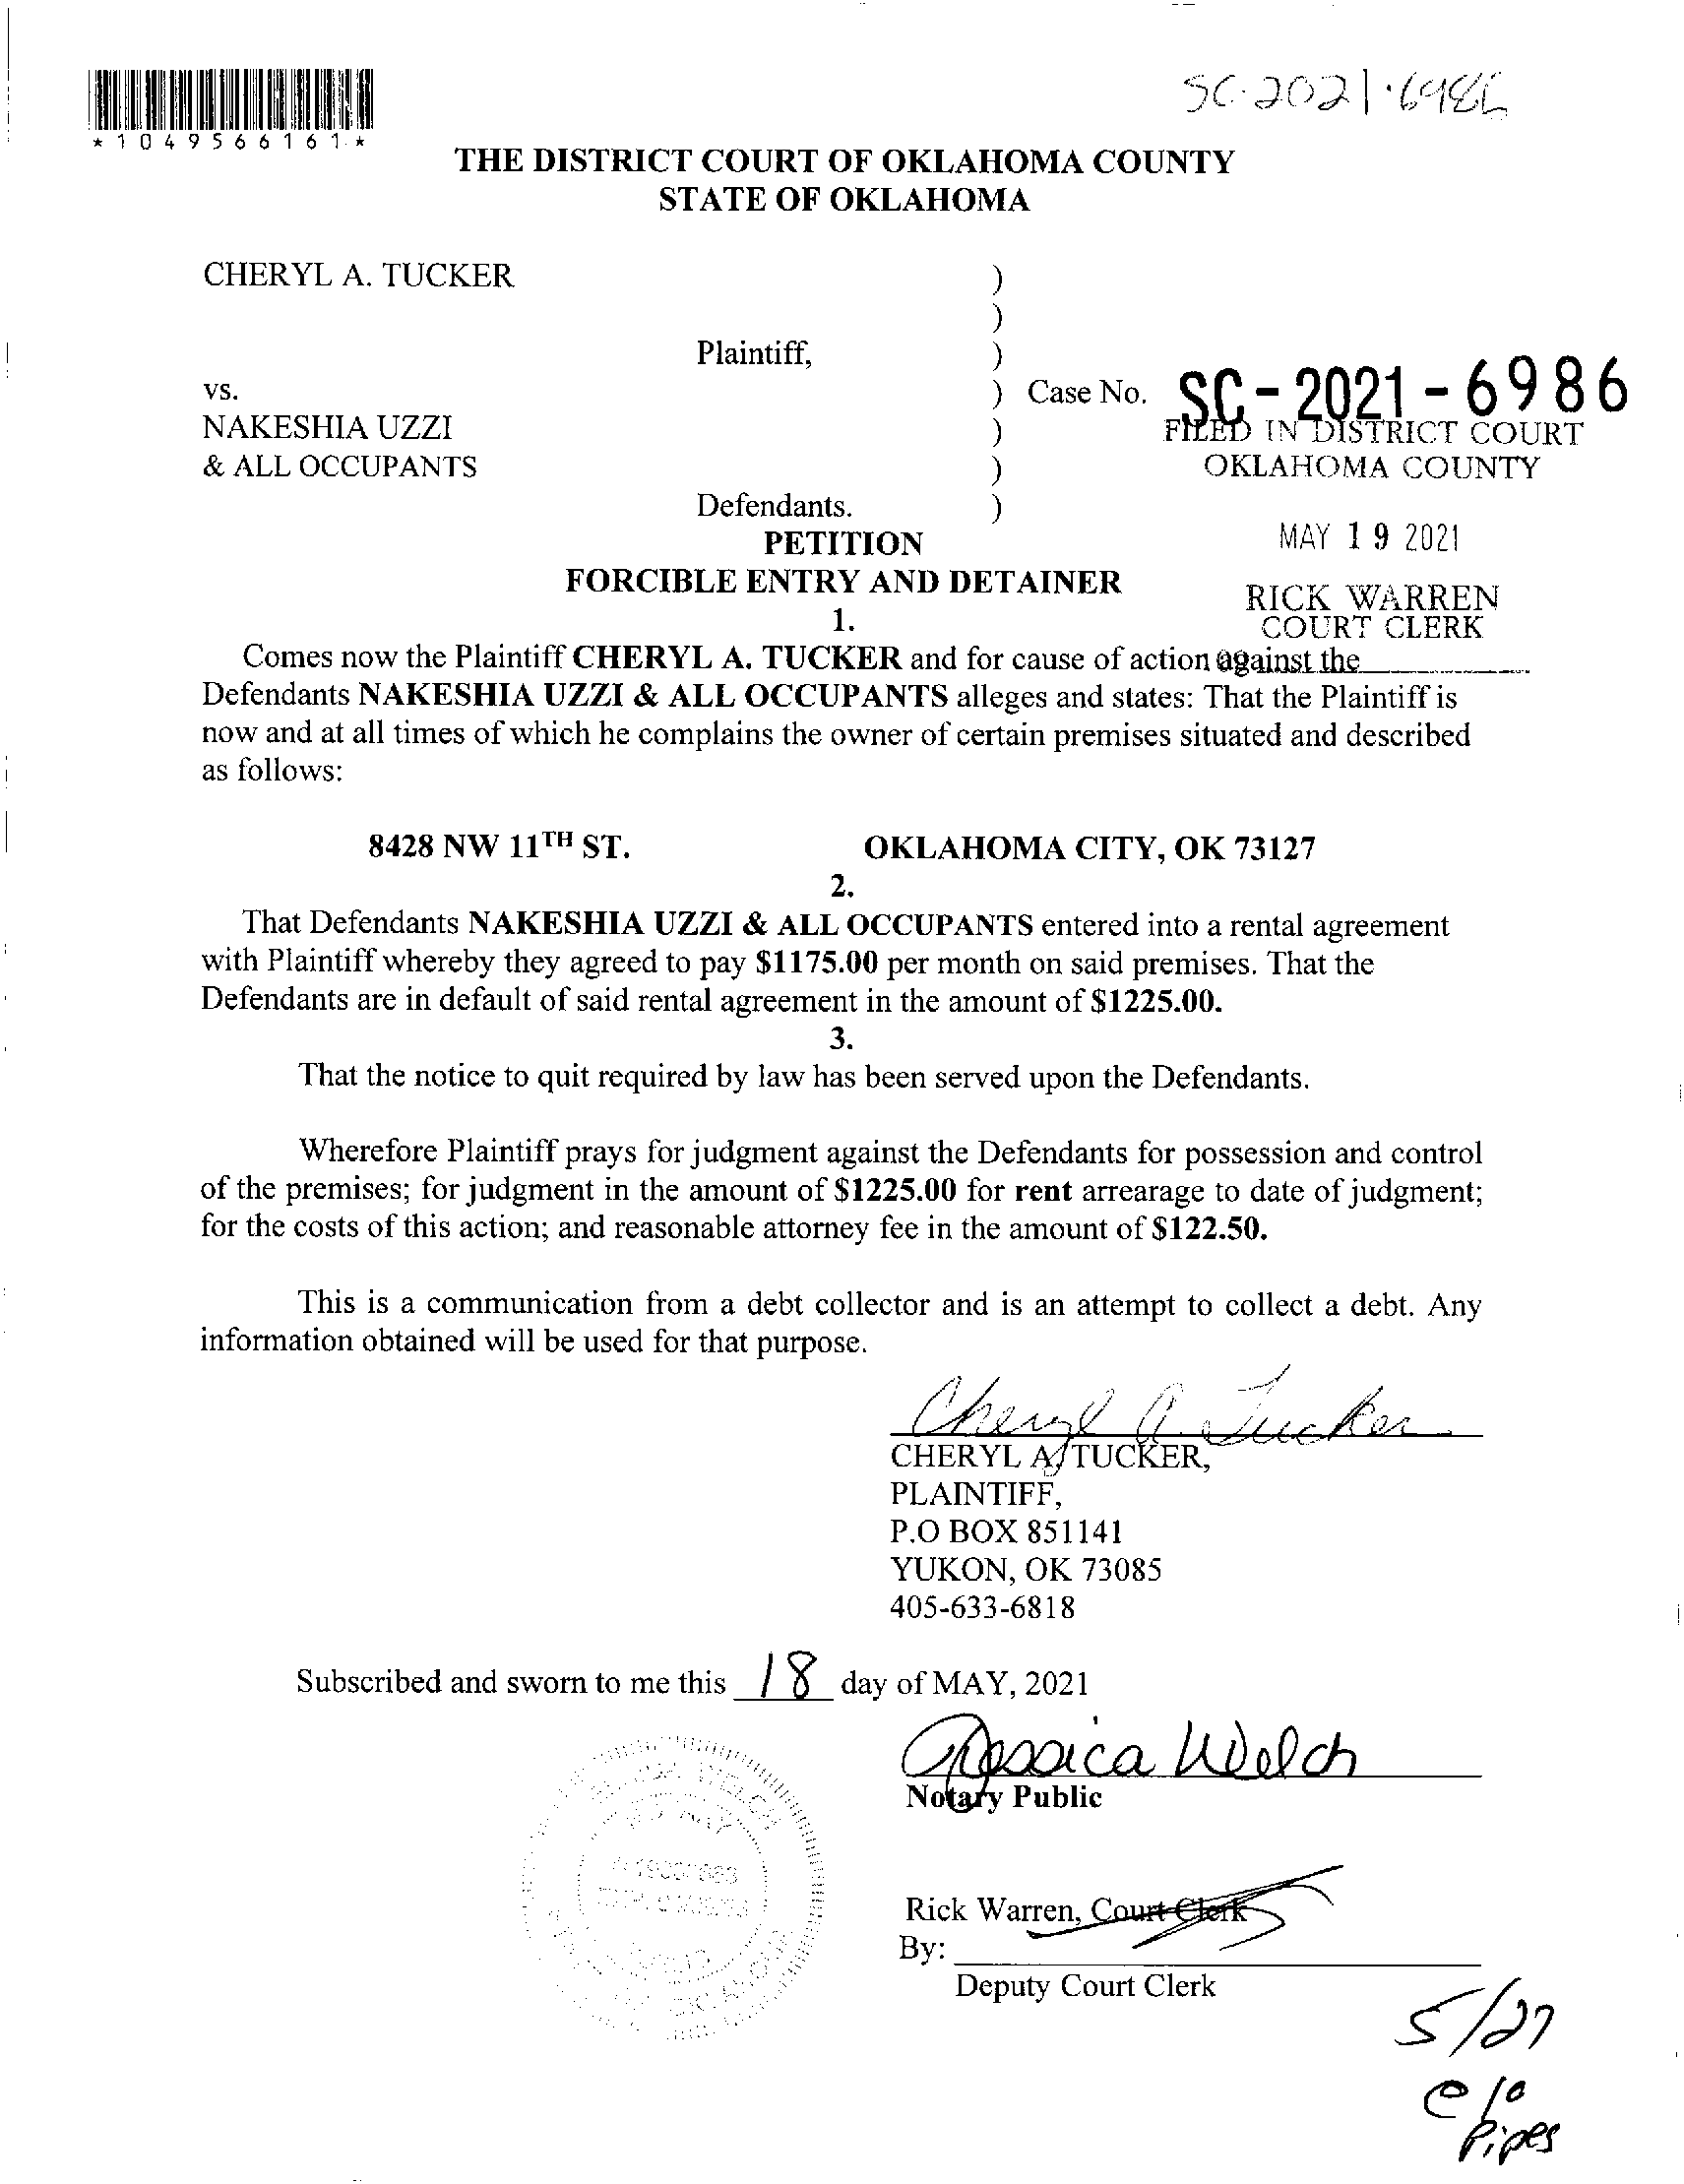 SC-2021-6986
*1049566161*
THE DISTRICT COURT OF OKLAHOMA COUNTY
STATE OF OKLAHOMA
CHERYL A. TUCKER )
)
Plaintiff, )
vs. ) Case No. SC-2021-6986
NAKESHIA UZZI ) FILED IN DISTRICT COURT
& ALL OCCUPANTS ) OKLAHOMA COUNTY
Defendants. )
PETITION MAY 19 2021
FORCIBLE ENTRY AND DETAINER
RICK WARREN
1. COURT CLERK
Comes now the Plaintiff CHERYL A. TUCKER and for cause of action against the
Defendants NAKESHIA UZZI & ALL OCCUPANTS alleges and states: That the Plaintiff is
now and at all times of which he complains the owner of certain premises situated and described
as follows:
8428 NW 11TH ST. OKLAHOMA CITY, OK 73127
2.
That Defendants NAKESHIA UZZI & ALL OCCUPANTS entered into a rental agreement
with Plaintiff whereby they agreed to pay $1175.00 per month on said premises. That the
Defendants are in default of said rental agreement in the amount of $1225.00.
3.
That the notice to quit required by law has been served upon the Defendants.
Wherefore Plaintiff prays for judgment against the Defendants for possession and control
of the premises; for judgment in the amount of $1225.00 for rent arrearage to date of judgment;
for the costs of this action; and reasonable attorney fee in the amount of $122.50.
This is a communication from a debt collector and is an attempt to collect a debt. Any
information obtained will be used for that purpose.
Cheryl A Tucker
CHERYL A. TUCKER,
PLAINTIFF,
P.O BOX 851141
YUKON, OK 73085
405-633-6818
Subscribed and sworn to me this 18 day of MAY, 2021
Jessica Welch
Notary Public
Rick Warren, Court Clerk
By:
Deputy Court Clerk
5/27
Pipes